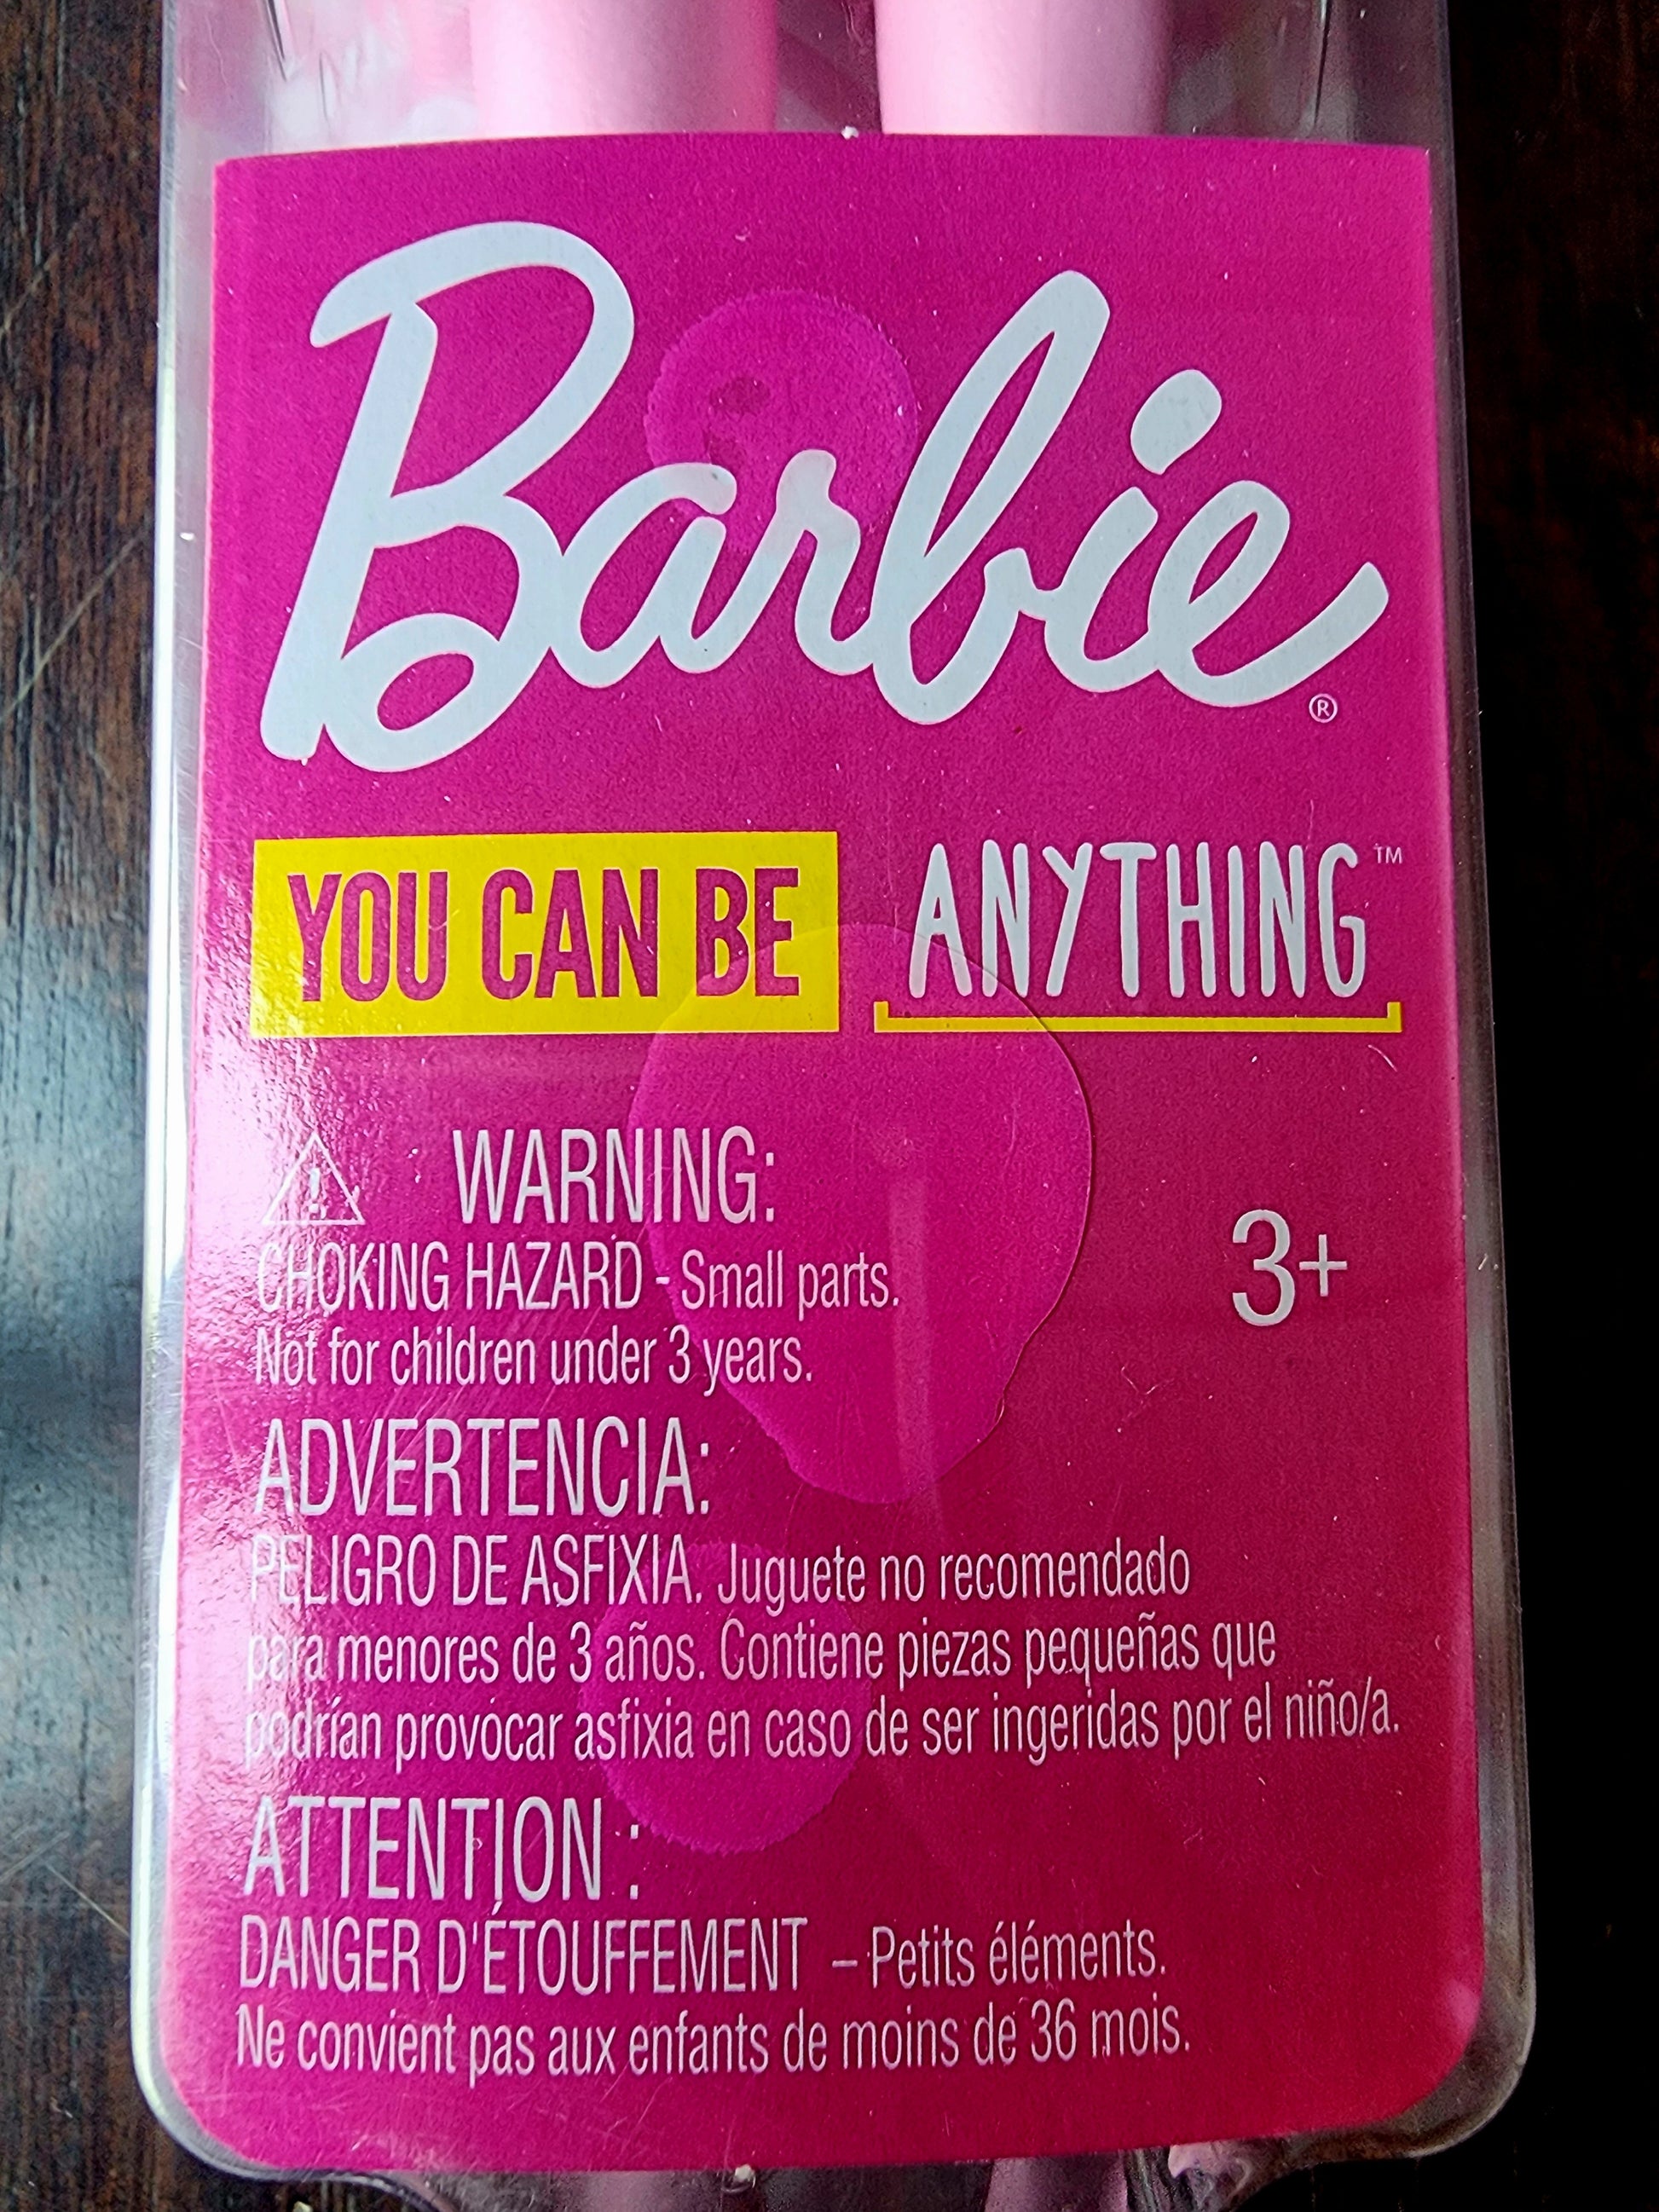 Barbie®
YOU CAN BE ANYTHING™
⚠ WARNING:
CHOKING HAZARD - Small parts.
Not for children under 3 years.
3+
ADVERTENCIA:
PELIGRO DE ASFIXIA. Juguete no recomendado
para menores de 3 años. Contiene piezas pequeñas que
podrían provocar asfixia en caso de ser ingeridas por el niño/a.
ATTENTION :
DANGER D'ÉTOUFFEMENT – Petits éléments.
Ne convient pas aux enfants de moins de 36 mois.